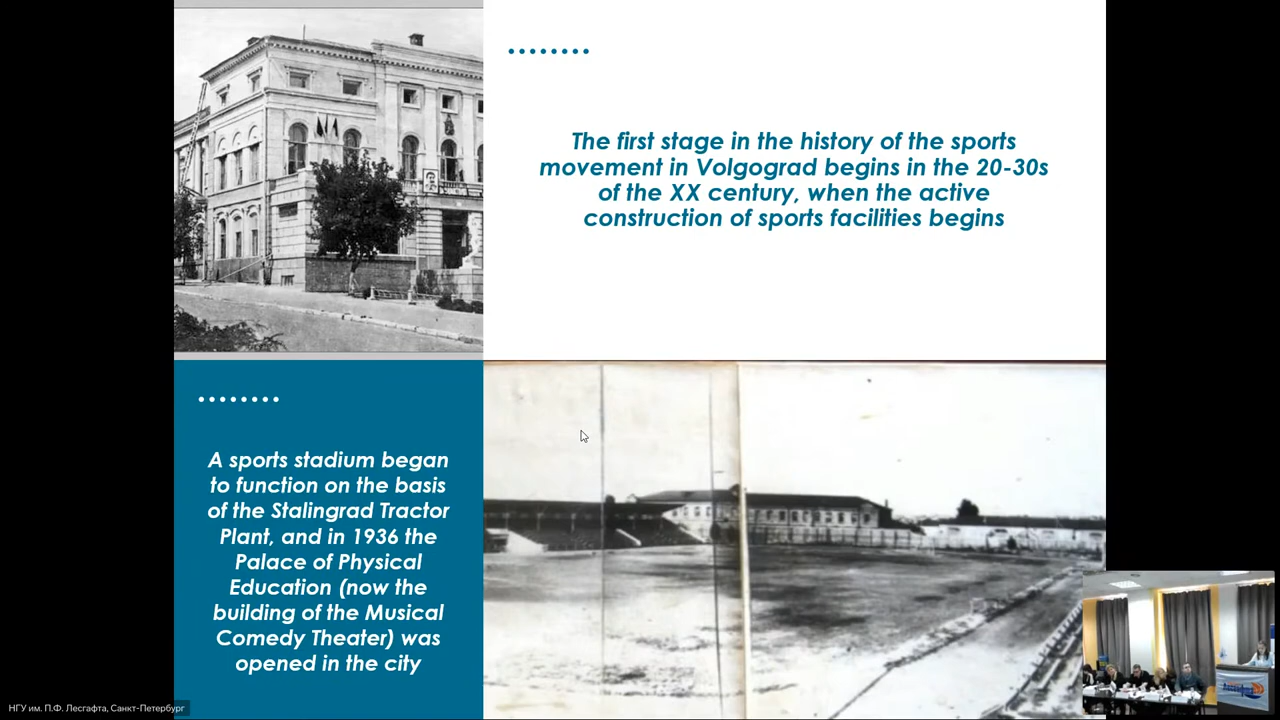 The first stage in the history of the sports
movement in Volgograd begins in the 20-30s
of the XX century, when the active
construction of sports facilities begins
A sports stadium began
to function on the basis
of the Stalingrad Tractor
Plant, and in 1936 the
Palace of Physical
Education (now the
building of the Musical
Comedy Theater) was
opened in the city
НГУ им. П.Ф. Лесгафта, Санкт-Петербург